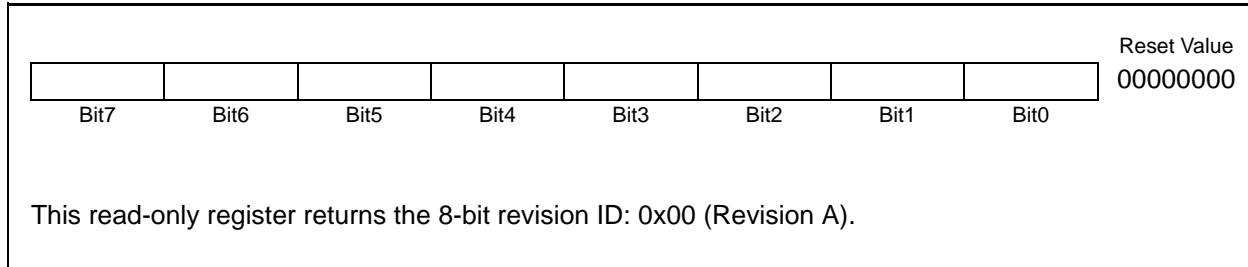 Reset Value
00000000
Bit7 Bit6 Bit5 Bit4 Bit3 Bit2 Bit1 Bit0
This read-only register returns the 8-bit revision ID: 0x00 (Revision A).